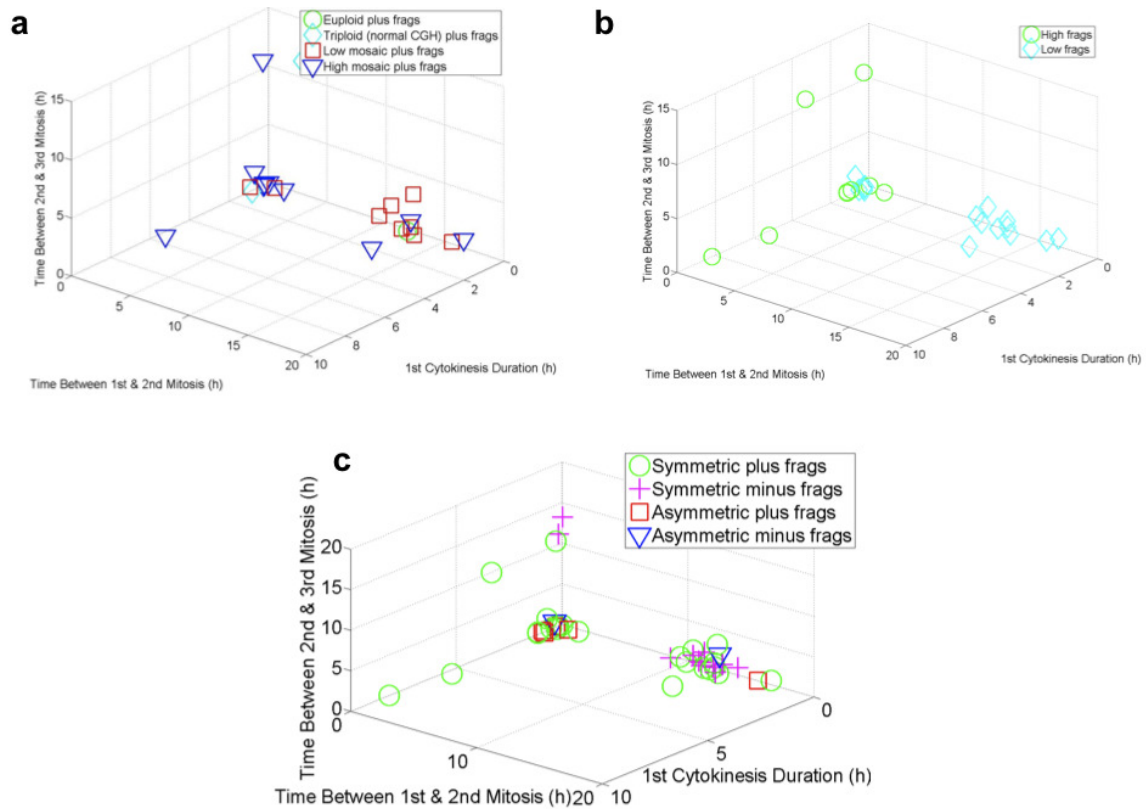 a
Euploid plus frags
Triploid (normal CGH) plus frags
Low mosaic plus frags
High mosaic plus frags
Time Between 2nd & 3rd Mitosis (h)
15
10
5
0
0
5
10
15
20
10
8
6
4
2
0
Time Between 1st & 2nd Mitosis (h)
1st Cytokinesis Duration (h)
b
High frags
Low frags
Time Between 2nd & 3rd Mitosis (h)
15
10
5
0
0
5
10
15
20
10
8
6
4
2
0
Time Between 1st & 2nd Mitosis (h)
1st Cytokinesis Duration (h)
c
Symmetric plus frags
Symmetric minus frags
Asymmetric plus frags
Asymmetric minus frags
Time Between 2nd & 3rd Mitosis (h)
20
15
10
5
0
0
10
20
10
5
0
Time Between 1st & 2nd Mitosis (h)
1st Cytokinesis Duration (h)